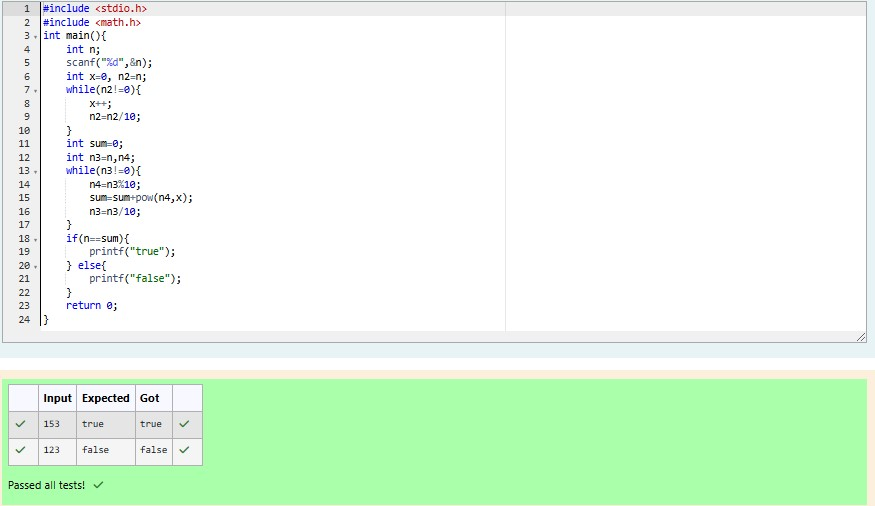 1 #include <stdio.h>
2 #include <math.h>
3 int main(){
4     int n;
5     scanf("%d",&n);
6     int x=0, n2=n;
7     while(n2!=0){
8         x++;
9         n2=n2/10;
10     }
11     int sum=0;
12     int n3=n,n4;
13     while(n3!=0){
14         n4=n3%10;
15         sum=sum+pow(n4,x);
16         n3=n3/10;
17     }
18     if(n==sum){
19         printf("true");
20     } else{
21         printf("false");
22     }
23     return 0;
24 }
Input Expected Got
✓ 153 true true ✓
✓ 123 false false ✓
Passed all tests! ✓